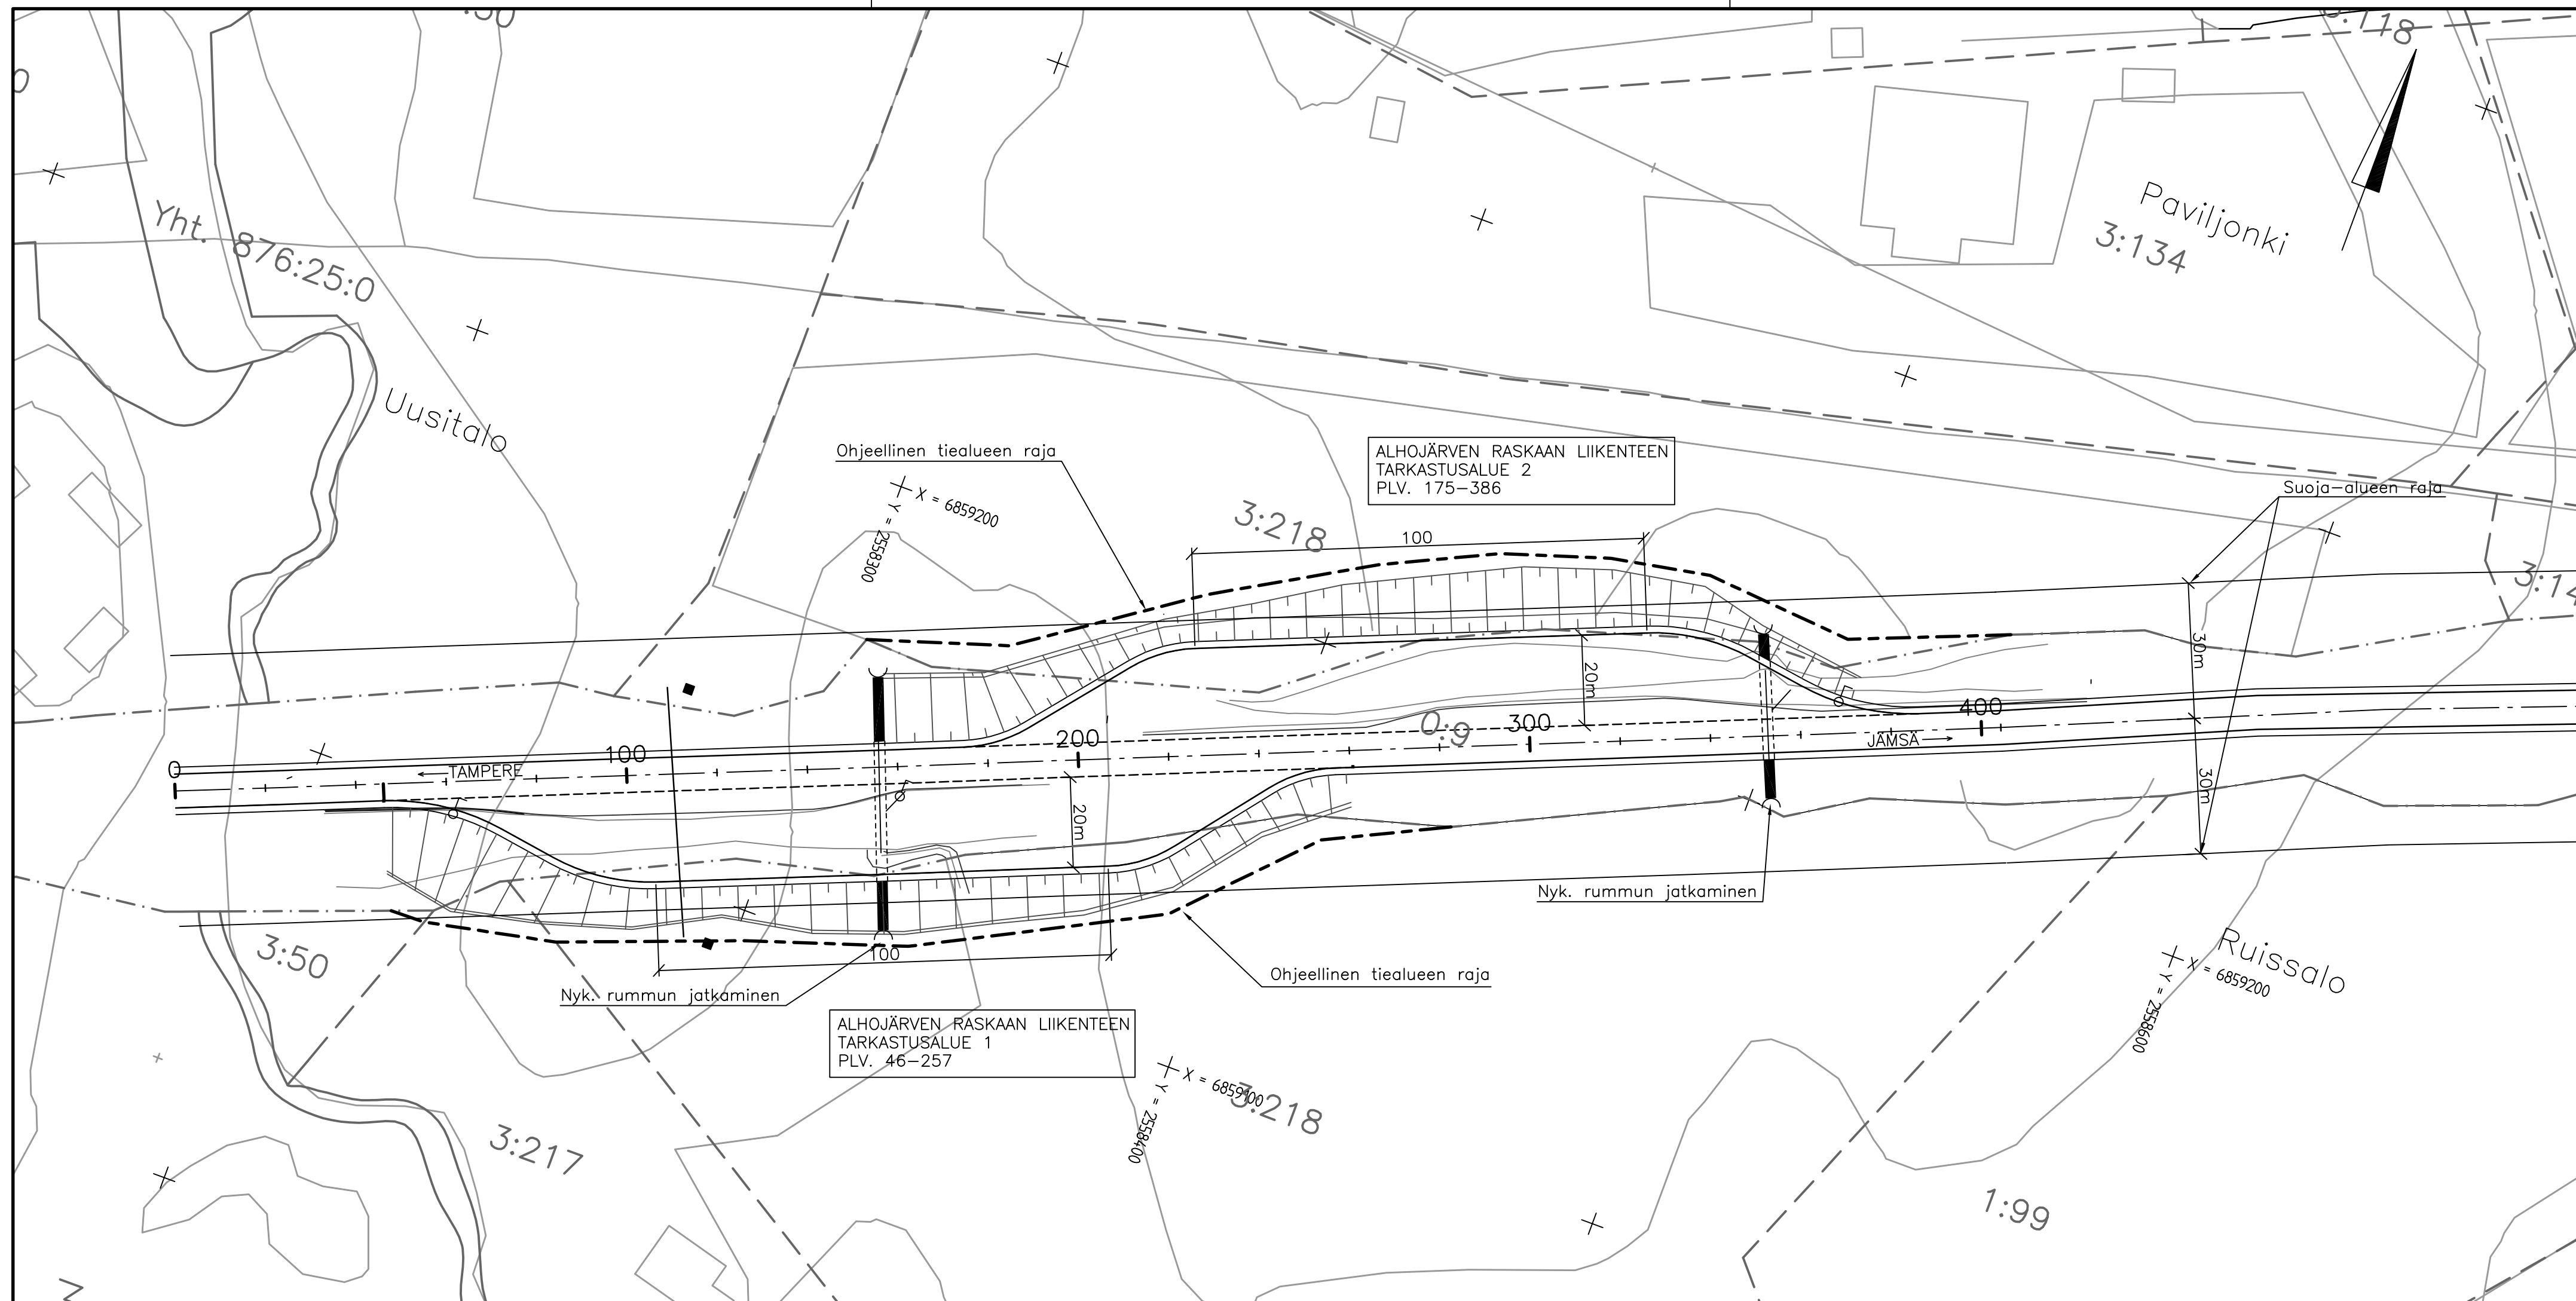 3:118
Yht. 876:25:0
Paviljonki
3:134
Uusitalo
Ohjeellinen tiealueen raja
ALHOJÄRVEN RASKAAN LIIKENTEEN
TARKASTUSALUE 2
PLV. 175-386
X = 6859200
Y = 2558300
Suoja-alueen raja
3:218
100
30m
20m
0
TAMPERE
100
200
0:9
300
JÄMSÄ
400
20m
30m
Nyk. rummun jatkaminen
3:50
100
Ohjeellinen tiealueen raja
Ruissalo
X = 6859200
Y = 2558600
Nyk. rummun jatkaminen
ALHOJÄRVEN RASKAAN LIIKENTEEN
TARKASTUSALUE 1
PLV. 46-257
X = 6859100
Y = 2558400
3:218
3:217
1:99